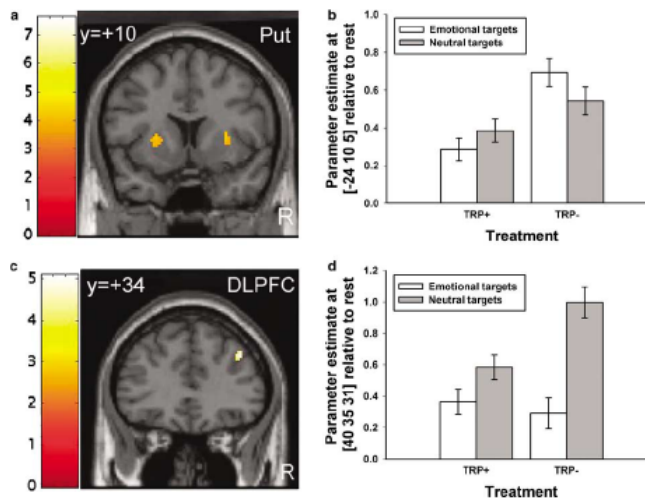 a
y=+10 Put
7
6
5
4
3
2
1
0
R
b
Emotional targets
Neutral targets
Parameter estimate at
[-24 10 5] relative to rest
1.0
0.8
0.6
0.4
0.2
0.0
TRP+ TRP-
Treatment
c
y=+34 DLPFC
5
4
3
2
1
0
R
d
Emotional targets
Neutral targets
Parameter estimate at
[40 35 31] relative to rest
1.2
1.0
0.8
0.6
0.4
0.2
0.0
TRP+ TRP-
Treatment